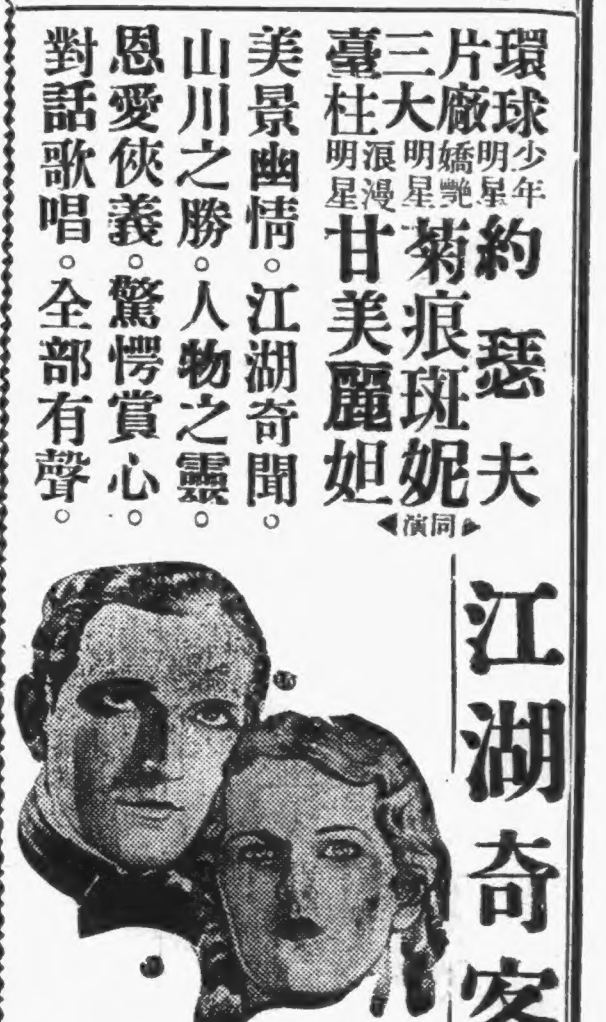 環球片廠三大臺柱
少年明星約瑟夫
嬌艷明星菊痕斑妮
浪漫明星甘美麗妲
同演
江湖奇客
美景幽情。江湖奇聞。
山川之勝。人物之靈。
恩愛俠義。驚愕賞心。
對話歌唱。全部有聲。